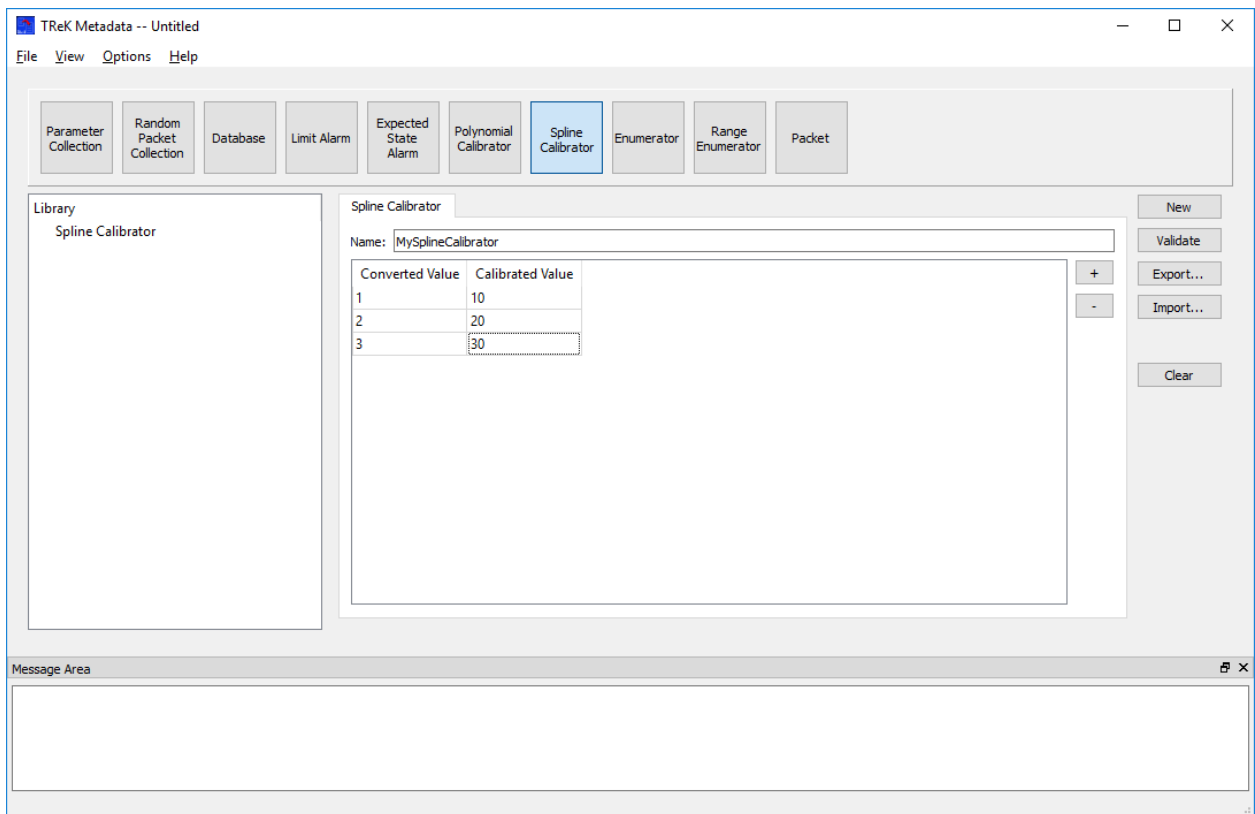 TReK Metadata -- Untitled
File View Options Help
Parameter Collection
Random Packet Collection
Database
Limit Alarm
Expected State Alarm
Polynomial Calibrator
Spline Calibrator
Enumerator
Range Enumerator
Packet
Library
Spline Calibrator
Spline Calibrator
Name: MySplineCalibrator
Converted Value Calibrated Value
1 10
2 20
3 30
+
-
New
Validate
Export...
Import...
Clear
Message Area